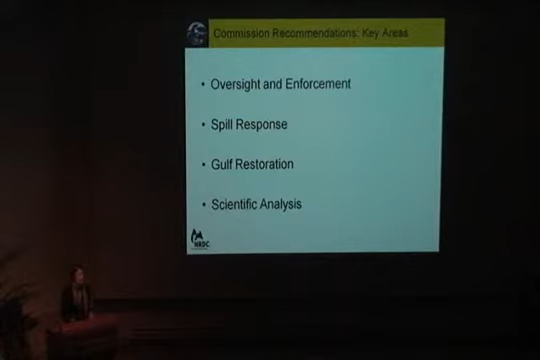 Commission Recommendations: Key Areas
• Oversight and Enforcement
• Spill Response
• Gulf Restoration
• Scientific Analysis
NRDC